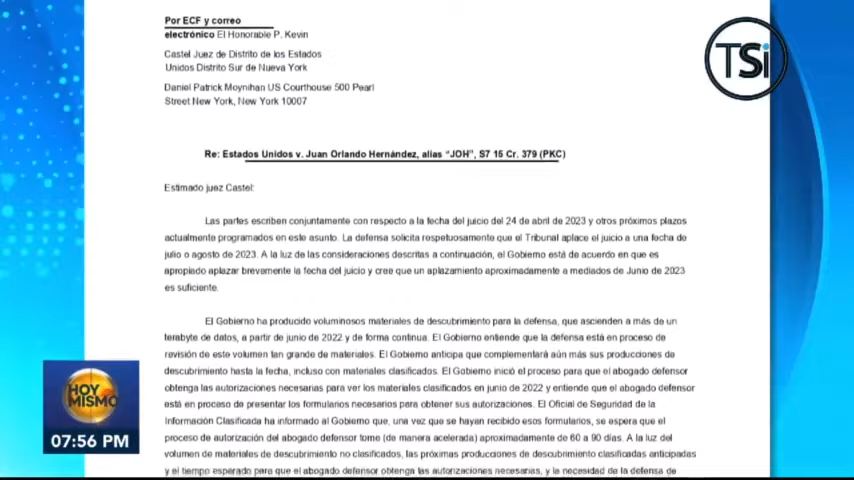 Por ECF y correo
electrónico El Honorable P. Kevin
Castel Juez de Distrito de los Estados
Unidos Distrito Sur de Nueva York
Daniel Patrick Moynihan US Courthouse 500 Pearl
Street New York, New York 10007
TSi
Re: Estados Unidos v. Juan Orlando Hernández, alias "JOH", S7 15 Cr. 379 (PKC)
Estimado juez Castel:
Las partes escriben conjuntamente con respecto a la fecha del juicio del 24 de abril de 2023 y otros próximos plazos
actualmente programados en este asunto. La defensa solicita respetuosamente que el Tribunal aplace el juicio a una fecha de
julio o agosto de 2023. A la luz de las consideraciones descritas a continuación, el Gobierno está de acuerdo en que es
apropiado aplazar brevemente la fecha del juicio y cree que un aplazamiento aproximadamente a mediados de Junio de 2023
es suficiente.
El Gobierno ha producido voluminosos materiales de descubrimiento para la defensa, que ascienden a más de un
terabyte de datos, a partir de junio de 2022 y de forma continua. El Gobierno entiende que la defensa está en proceso de
revisión de este volumen tan grande de materiales. El Gobierno anticipa que complementará aún más sus producciones de
descubrimiento hasta la fecha, incluso con materiales clasificados. El Gobierno inició el proceso para que el abogado defensor
obtenga las autorizaciones necesarias para ver los materiales clasificados en junio de 2022 y entiende que el abogado defensor
está en proceso de presentar los formularios necesarios para obtener sus autorizaciones. El Oficial de Seguridad de la
Información Clasificada ha informado al Gobierno que, una vez que se hayan recibido esos formularios, se espera que el
proceso de autorización del abogado defensor tome (de manera acelerada) aproximadamente de 60 a 90 días. A la luz del
volumen de materiales de descubrimiento no clasificados, las próximas producciones de descubrimiento clasificadas anticipadas
y el tiempo esperado para que el abogado defensor obtenga las autorizaciones necesarias, y la necesidad de la defensa de
HOY
MISMO
07:56 PM